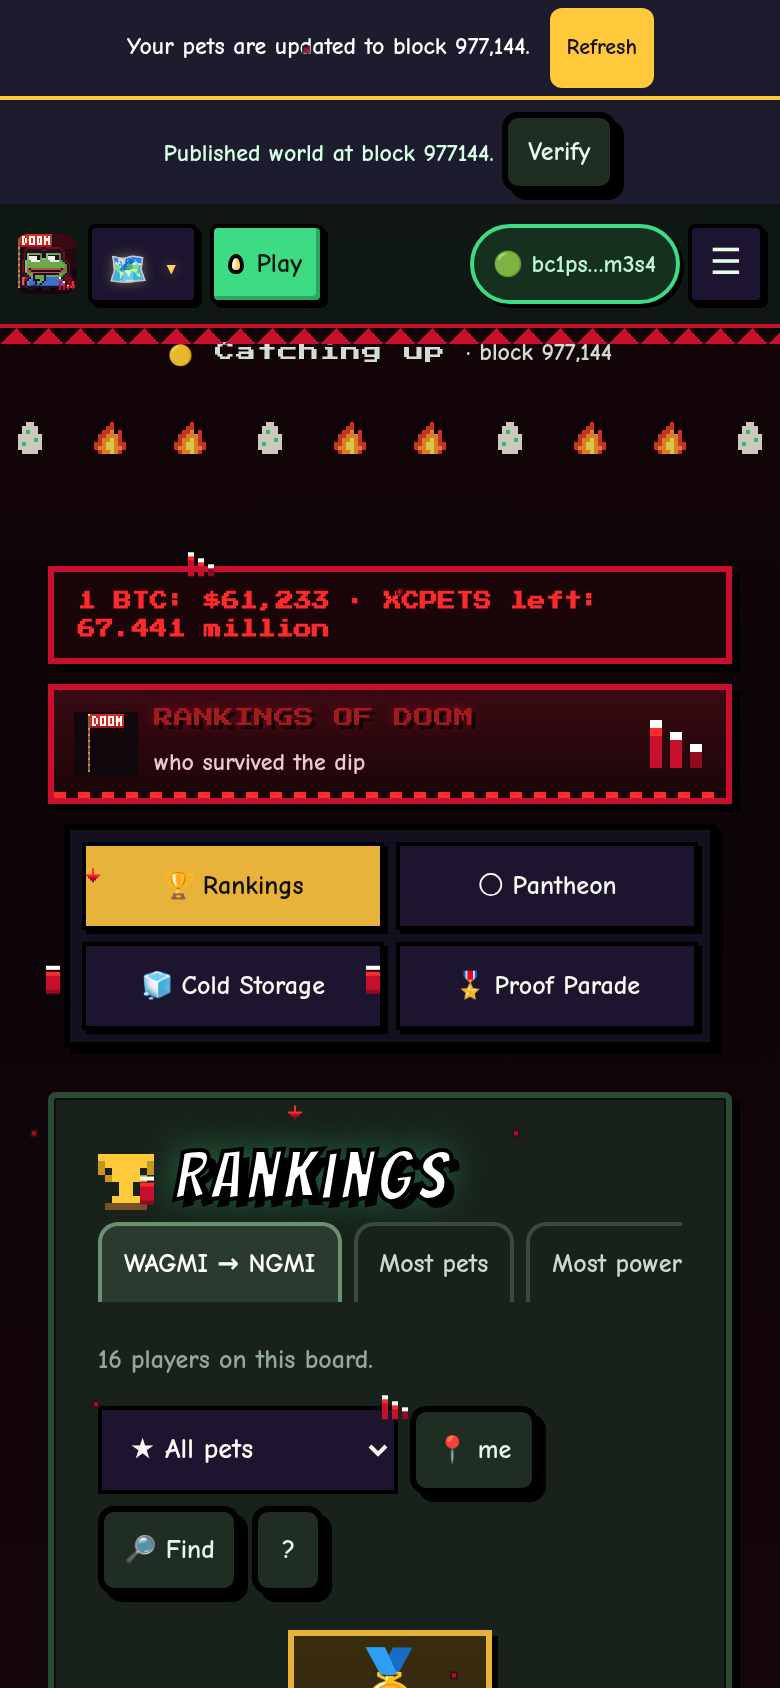 Your pets are updated to block 977,144.
Refresh
Published world at block 977144.
Verify
DOOM
Play
bc1ps...m3s4
Catching up · block 977,144
1 BTC: $61,233 · XCPETS left:
67.441 million
DOOM
RANKINGS OF DOOM
who survived the dip
Rankings
Pantheon
Cold Storage
Proof Parade
RANKINGS
WAGMI → NGMI
Most pets
Most power
16 players on this board.
★ All pets
me
Find
?